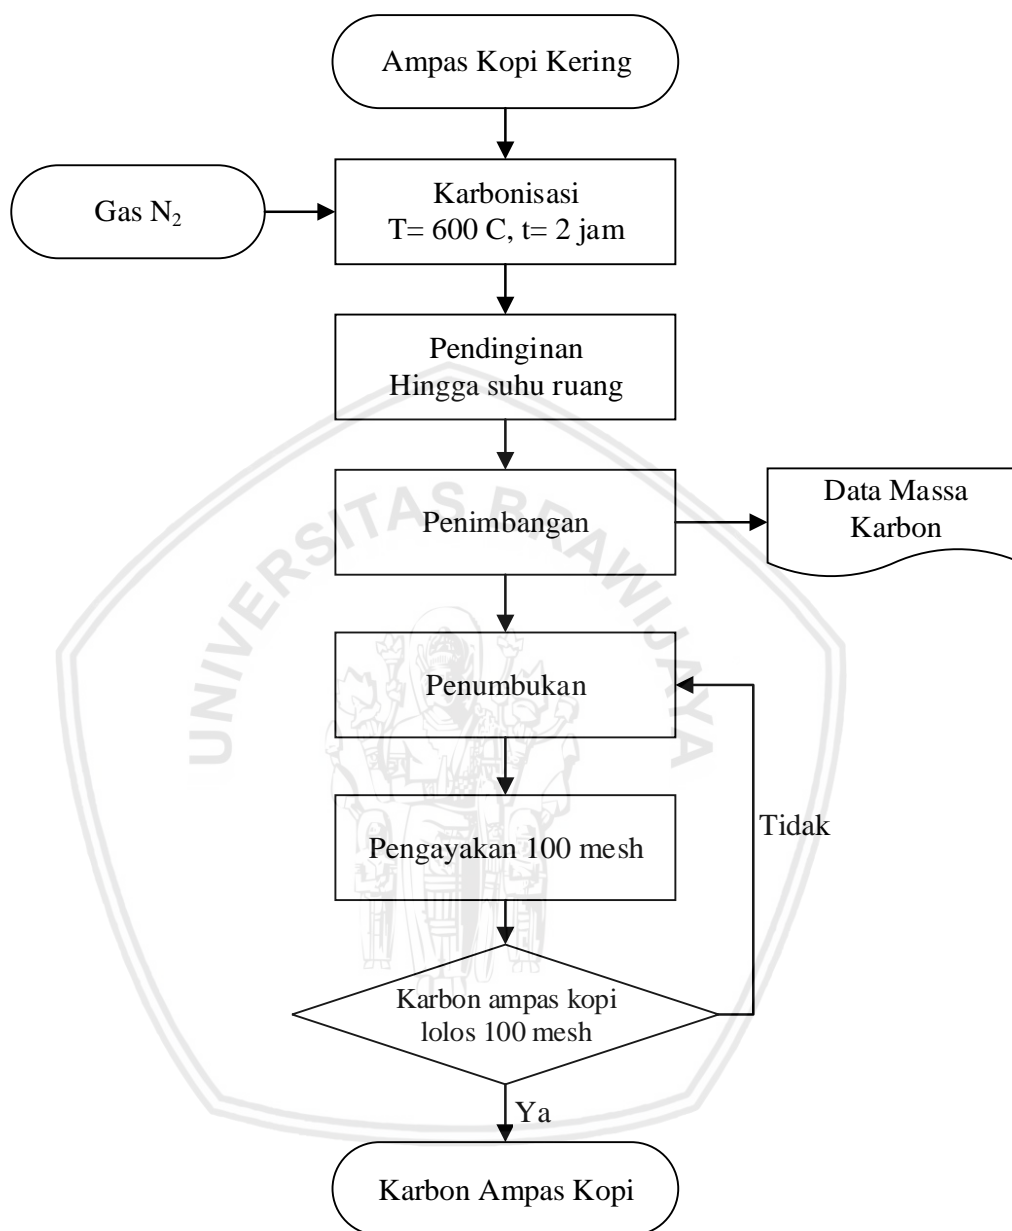 Ampas Kopi Kering
Gas N₂
Karbonisasi
T= 600 C, t= 2 jam
Pendinginan
Hingga suhu ruang
Penimbangan
Data Massa
Karbon
UNIVERSITAS BRAWIJAYA
Penumbukan
Pengayakan 100 mesh
Tidak
Karbon ampas kopi
lolos 100 mesh
Ya
Karbon Ampas Kopi